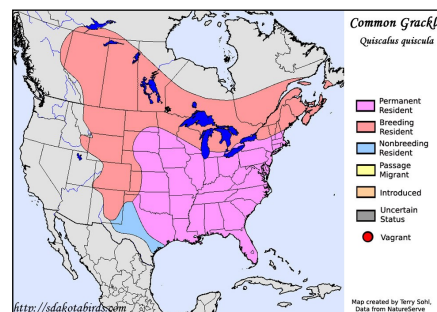 Common Grackl
Quiscalus quiscula
Permanent
Resident
Breeding
Resident
Nonbreeding
Resident
Passage
Migrant
Introduced
Uncertain
Status
Vagrant
http://sdakotabirds.com
Map created by Terry Sohl,
Data from NatureServe